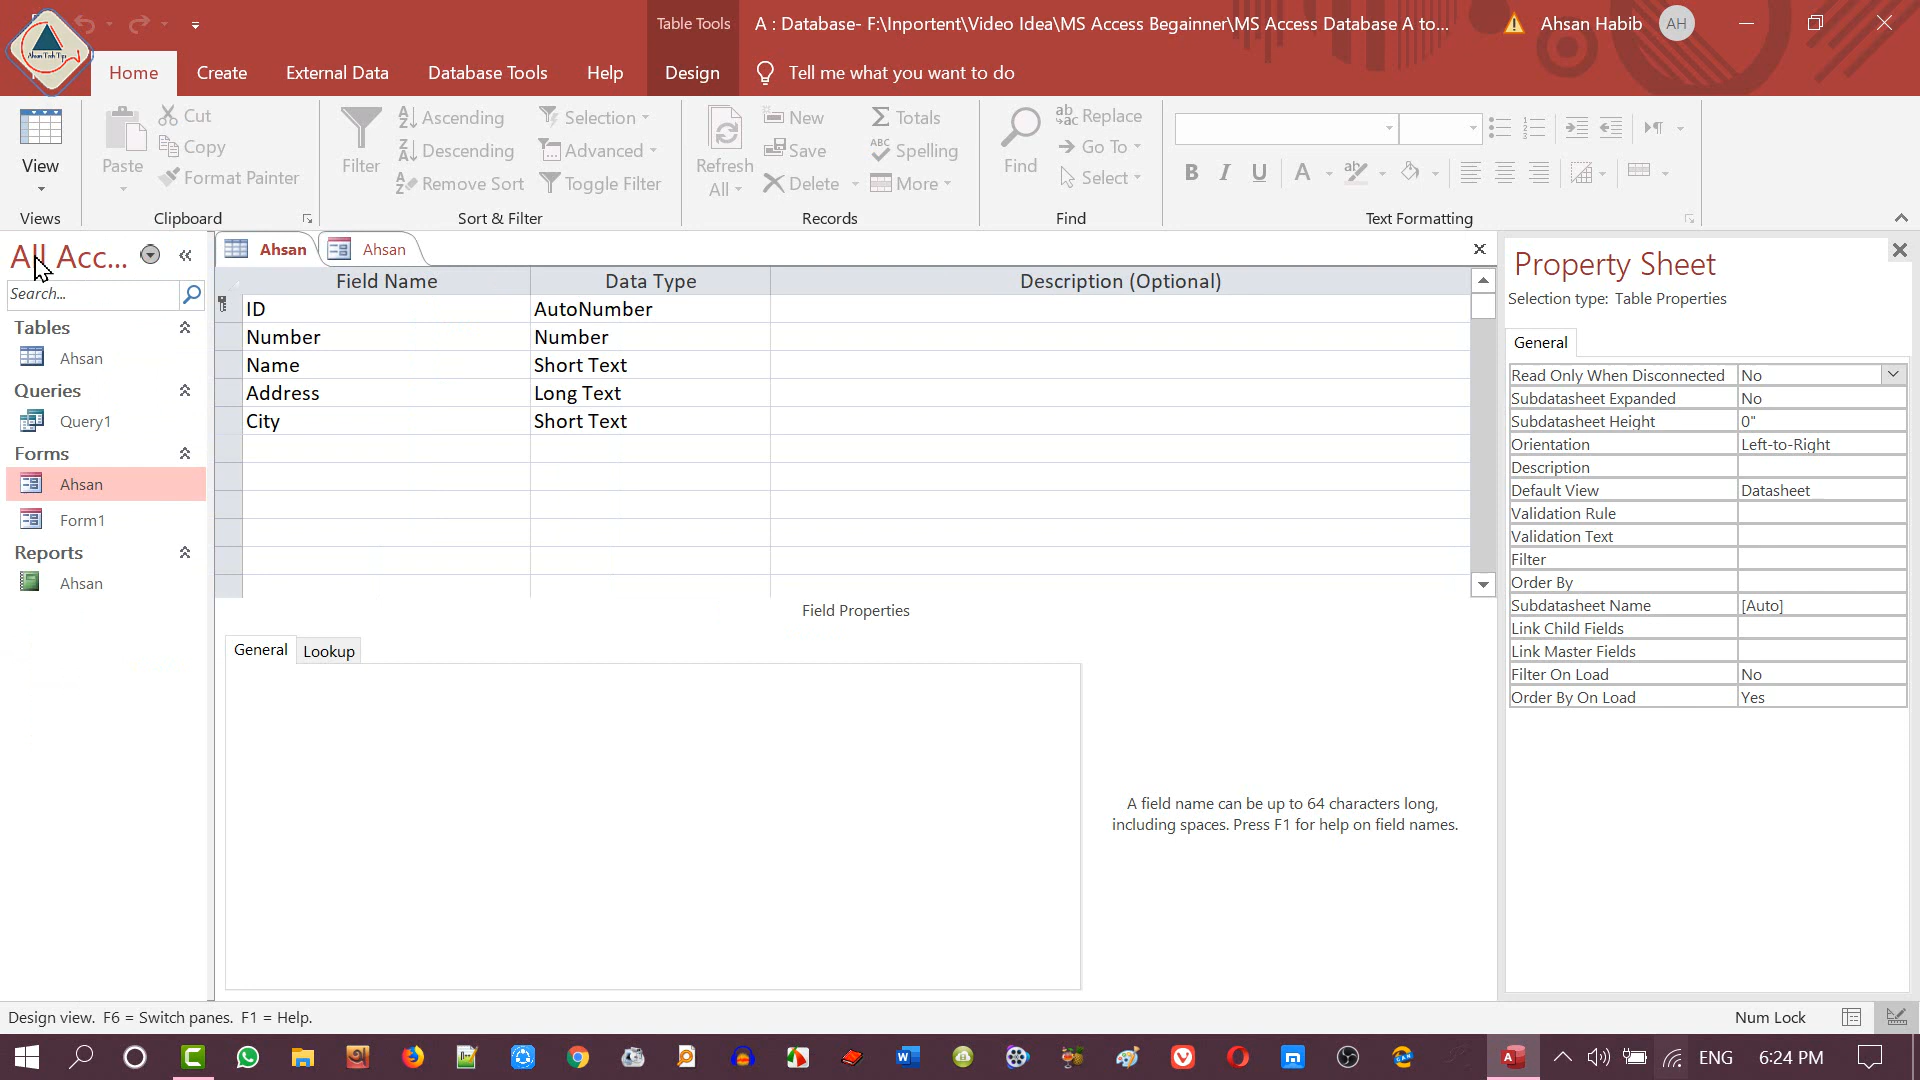 Table Tools
A : Database- F:\Inportent\Video Idea\MS Access Begainner\MS Access Database A to...
Ahsan Habib
AH
Ahsan Tech Tips
Home
Create
External Data
Database Tools
Help
Design
Tell me what you want to do
View
Views
Paste
Cut
Copy
Format Painter
Clipboard
Filter
Ascending
Descending
Remove Sort
Selection
Advanced
Toggle Filter
Sort & Filter
Refresh
All
New
Save
Delete
Totals
Spelling
More
Records
Find
Replace
Go To
Select
Find
B I U A
Text Formatting
All Acc...
Search...
Tables
Ahsan
Queries
Query1
Forms
Ahsan
Form1
Reports
Ahsan
Ahsan
Ahsan
Field Name Data Type Description (Optional)
ID AutoNumber
Number Number
Name Short Text
Address Long Text
City Short Text
Field Properties
General
Lookup
A field name can be up to 64 characters long,
including spaces. Press F1 for help on field names.
Property Sheet
Selection type: Table Properties
General
Read Only When Disconnected No
Subdatasheet Expanded No
Subdatasheet Height 0"
Orientation Left-to-Right
Description
Default View Datasheet
Validation Rule
Validation Text
Filter
Order By
Subdatasheet Name [Auto]
Link Child Fields
Link Master Fields
Filter On Load No
Order By On Load Yes
Design view. F6 = Switch panes. F1 = Help.
Num Lock
ENG
6:24 PM